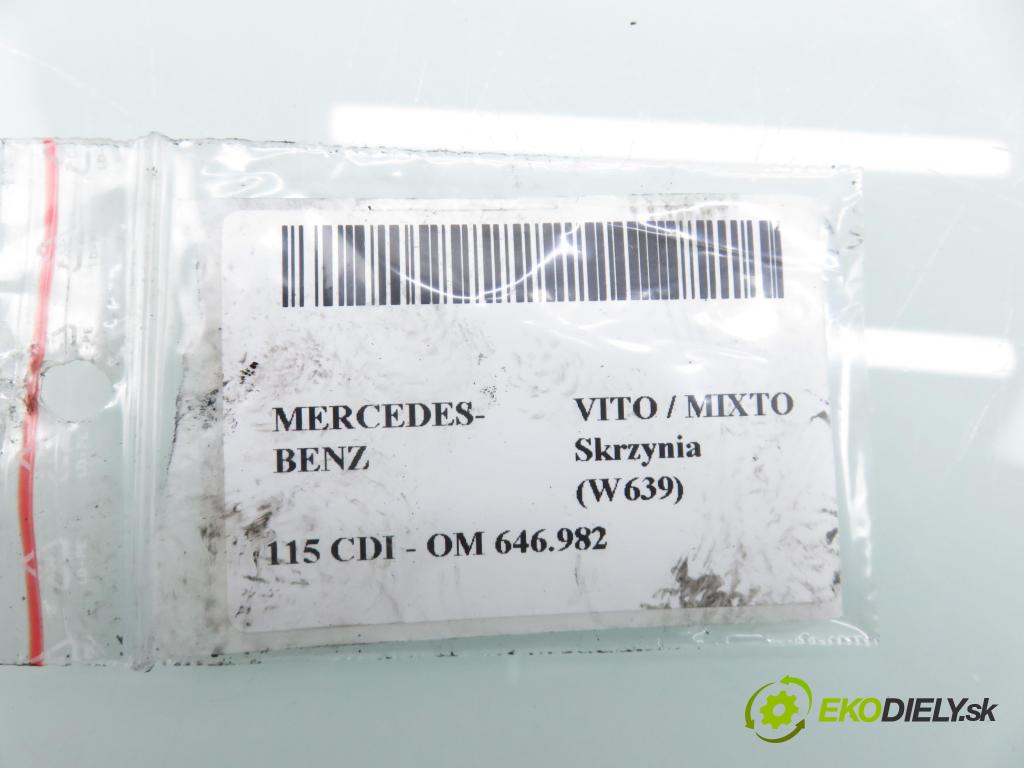 MERCEDES-
BENZ
VITO / MIXTO
Skrzynia
(W639)
115 CDI - OM 646.982
EKODIELY.sk